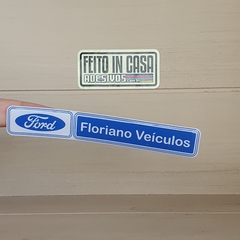 FEITO IN CASA
ADESIVOS
Ford
Floriano Veículos